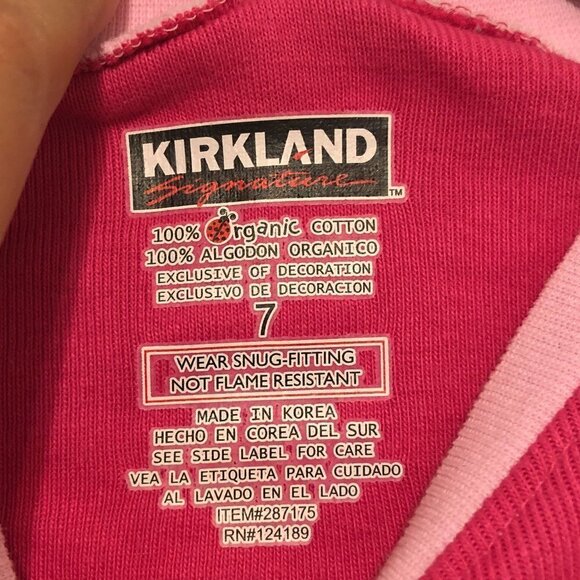 KIRKLAND
Signature™
100% Organic COTTON
100% ALGODON ORGANICO
EXCLUSIVE OF DECORATION
EXCLUSIVO DE DECORACION
7
WEAR SNUG-FITTING
NOT FLAME RESISTANT
MADE IN KOREA
HECHO EN COREA DEL SUR
SEE SIDE LABEL FOR CARE
VEA LA ETIQUETA PARA CUIDADO
AL LAVADO EN EL LADO
ITEM#287175
RN#124189